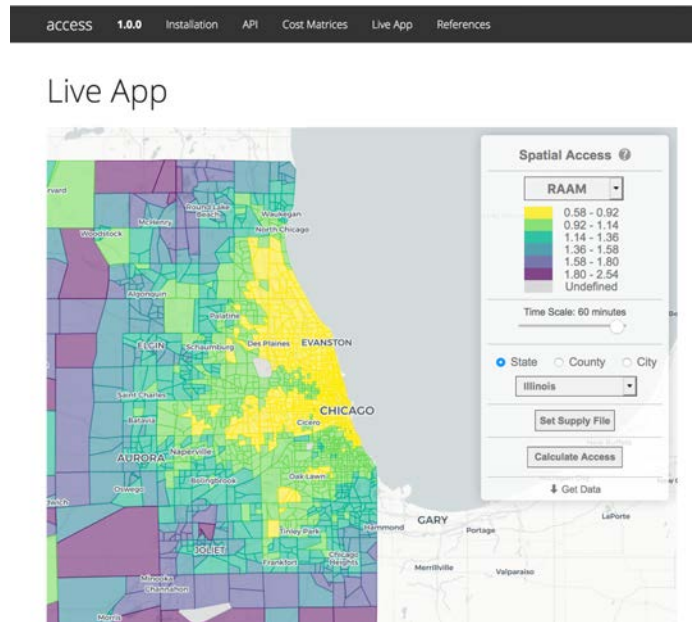 access 1.0.0 Installation API Cost Matrices Live App References
Live App
Spatial Access ?
RAAM
0.58 - 0.92
0.92 - 1.14
1.14 - 1.36
1.36 - 1.58
1.58 - 1.80
1.80 - 2.54
Undefined
Time Scale: 60 minutes
State County City
Illinois
Set Supply File
Calculate Access
Get Data
Round Lake
Beach
Waukegan
McHenry
Woodstock
North Chicago
Algonquin
Palatine
ELGIN
Schaumburg
Des Plaines
EVANSTON
Saint Charles
CHICAGO
Batavia
Cicero
AURORA
Naperville
Oswego
Bolingbrook
Oak Lawn
Tinley Park
Hammond
GARY
Portage
LaPorte
JOLIET
Frankfort
Chicago
Heights
Merrillville
Valparaiso
Minooka
Channahon
Morris